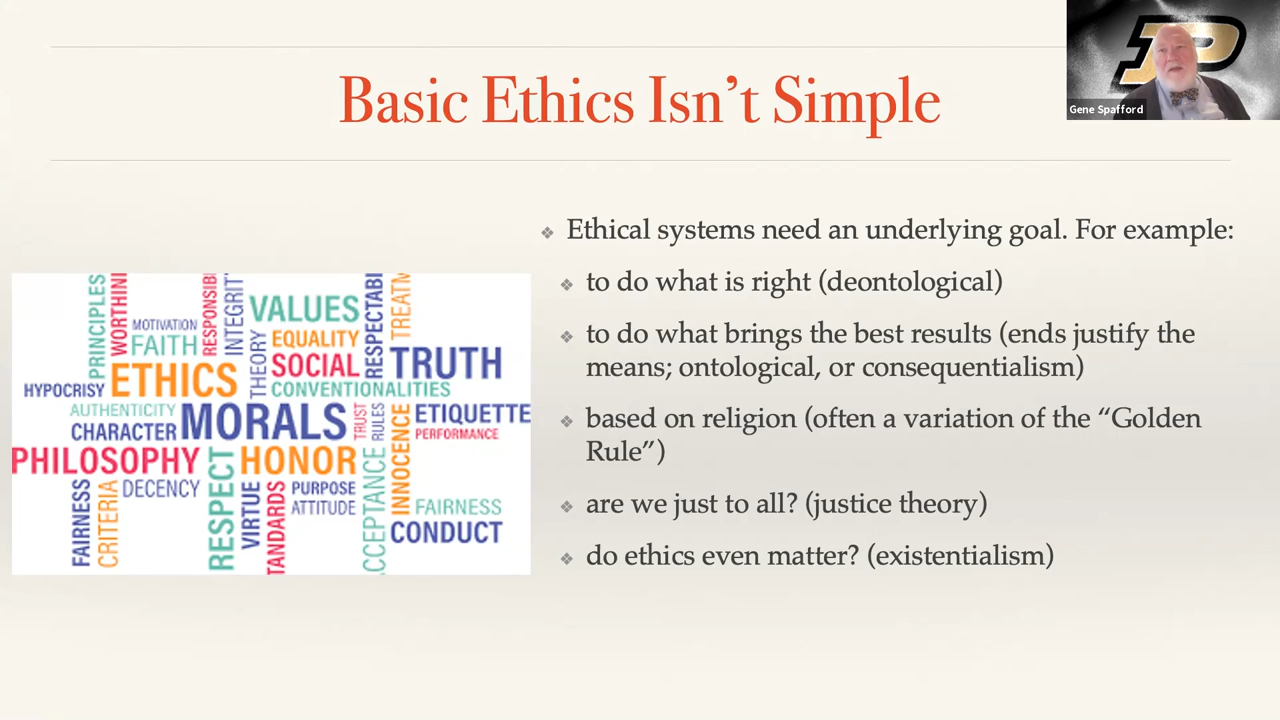 Basic Ethics Isn’t Simple
Gene Spafford
❖ Ethical systems need an underlying goal. For example:
❖ to do what is right (deontological)
❖ to do what brings the best results (ends justify the
means; ontological, or consequentialism)
❖ based on religion (often a variation of the “Golden
Rule”)
❖ are we just to all? (justice theory)
❖ do ethics even matter? (existentialism)
PRINCIPLES
WORTHINI
MOTIVATION
FAITH
RESPONSIBI
INTEGRIT
VALUES
EQUALITY
SOCIAL
RESPECTABI
TREATM
TRUTH
HYPOCRISY
ETHICS
THEORY
CONVENTIONALITIES
AUTHENTICITY
CHARACTER
MORALS
TRUST
RULES
INNOCENCE
ETIQUETTE
PERFORMANCE
PHILOSOPHY
HONOR
FAIRNESS
CRITERIA
DECENCY
RESPECT
VIRTUE
TANDARDS
PURPOSE
ATTITUDE
CCEPTANCE
FAIRNESS
CONDUCT